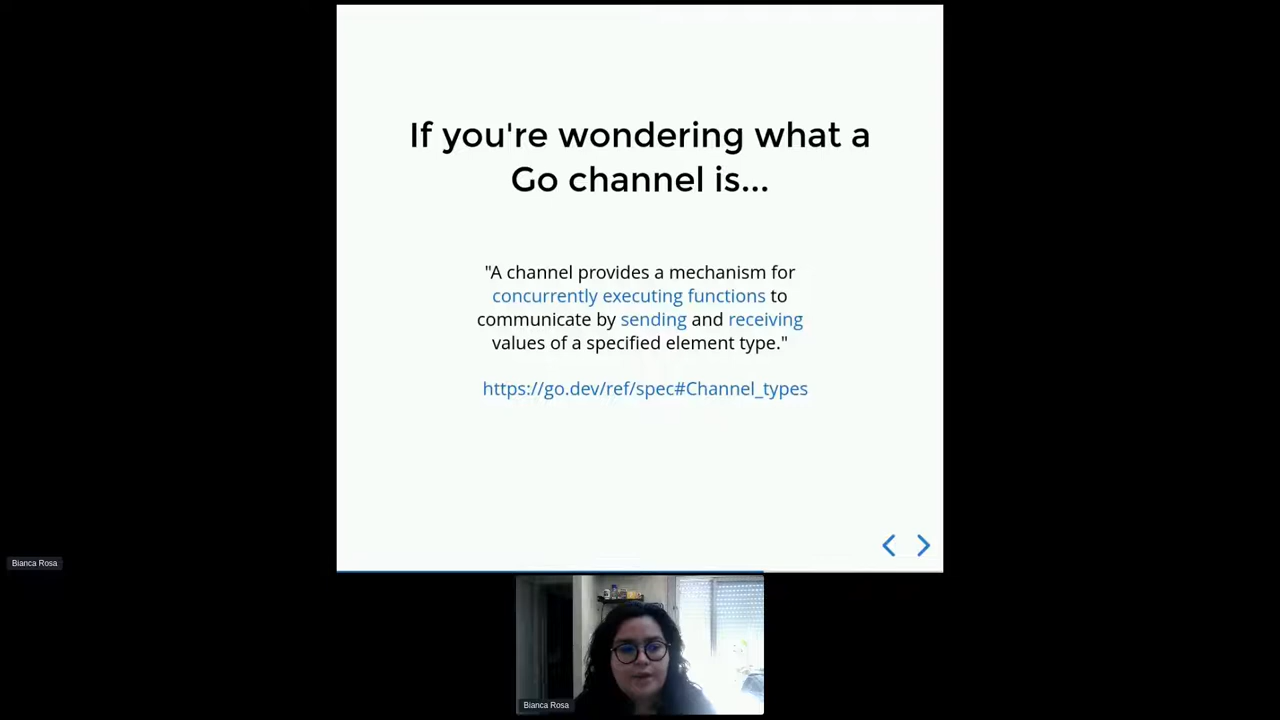 If you're wondering what a
Go channel is...
"A channel provides a mechanism for
concurrently executing functions to
communicate by sending and receiving
values of a specified element type."
https://go.dev/ref/spec#Channel_types
Bianca Rosa
Bianca Rosa